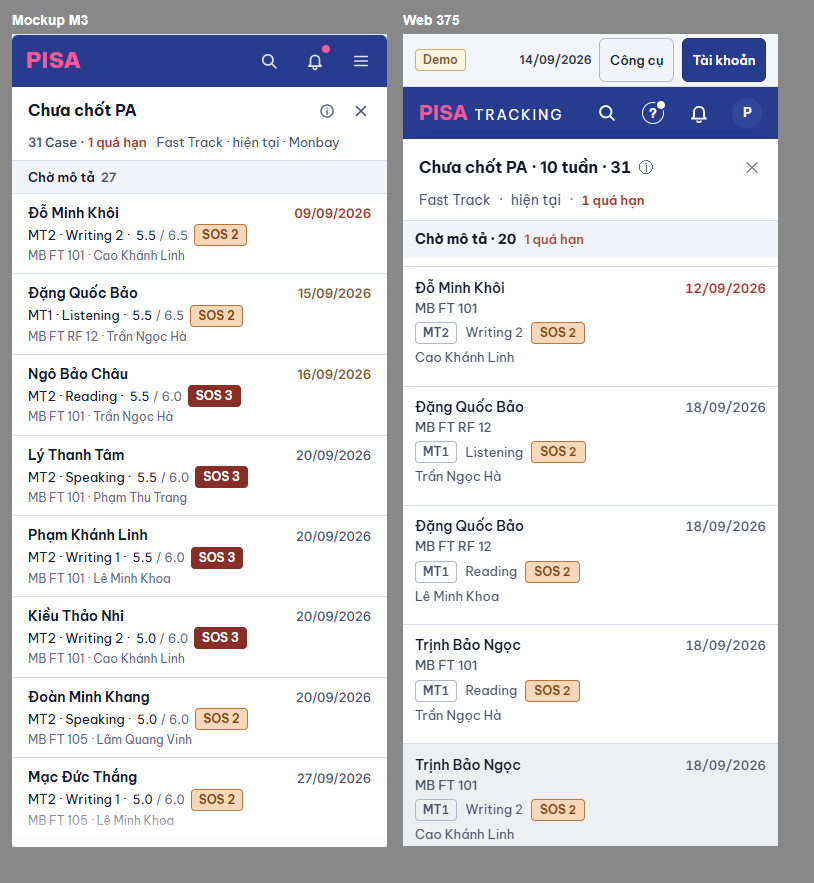 Mockup M3
PISA
Chưa chốt PA
31 Case · 1 quá hạn Fast Track · hiện tại · Monbay
Chờ mô tả 27
Đỗ Minh Khôi 09/09/2026
MT2 · Writing 2 · 5.5 / 6.5 SOS 2
MB FT 101 · Cao Khánh Linh
Đặng Quốc Bảo 15/09/2026
MT1 · Listening · 5.5 / 6.5 SOS 2
MB FT RF 12 · Trần Ngọc Hà
Ngô Bảo Châu 16/09/2026
MT2 · Reading · 5.5 / 6.0 SOS 3
MB FT 101 · Trần Ngọc Hà
Lý Thanh Tâm 20/09/2026
MT2 · Speaking · 5.5 / 6.0 SOS 3
MB FT 101 · Phạm Thu Trang
Phạm Khánh Linh 20/09/2026
MT2 · Writing 1 · 5.5 / 6.0 SOS 3
MB FT 101 · Lê Minh Khoa
Kiều Thảo Nhi 20/09/2026
MT2 · Writing 2 · 5.0 / 6.0 SOS 3
MB FT 101 · Cao Khánh Linh
Đoàn Minh Khang 20/09/2026
MT2 · Speaking · 5.0 / 6.0 SOS 2
MB FT 105 · Lâm Quang Vinh
Mạc Đức Thắng 27/09/2026
MT2 · Writing 1 · 5.0 / 6.0 SOS 2
MB FT 105 · Lê Minh Khoa
Web 375
Demo 14/09/2026 Công cụ Tài khoản
PISA TRACKING ? P
Chưa chốt PA · 10 tuần · 31
Fast Track · hiện tại · 1 quá hạn
Chờ mô tả · 20 1 quá hạn
Đỗ Minh Khôi 12/09/2026
MB FT 101
MT2 Writing 2 SOS 2
Cao Khánh Linh
Đặng Quốc Bảo 18/09/2026
MB FT RF 12
MT1 Listening SOS 2
Trần Ngọc Hà
Đặng Quốc Bảo 18/09/2026
MB FT RF 12
MT1 Reading SOS 2
Lê Minh Khoa
Trịnh Bảo Ngọc 18/09/2026
MB FT 101
MT1 Reading SOS 2
Trần Ngọc Hà
Trịnh Bảo Ngọc 18/09/2026
MB FT 101
MT1 Writing 2 SOS 2
Cao Khánh Linh